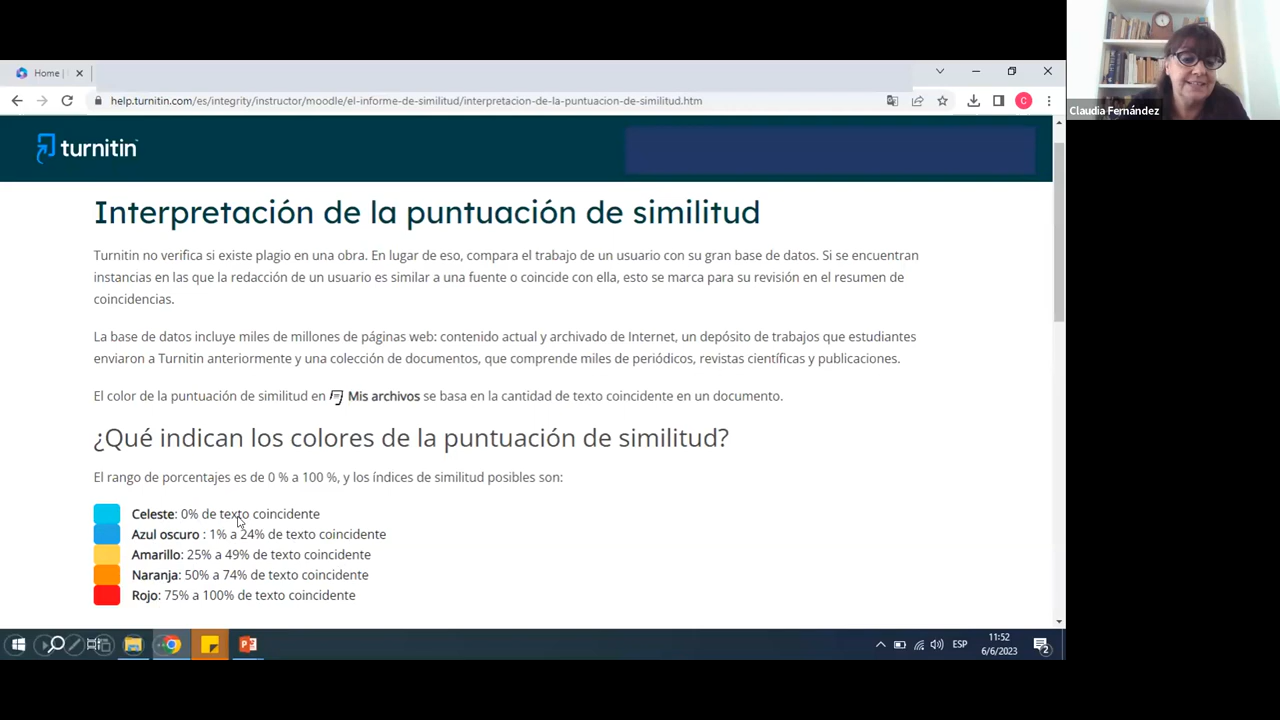 Home |
help.turnitin.com/es/integrity/instructor/moodle/el-informe-de-similitud/interpretacion-de-la-puntuacion-de-similitud.htm
C
Claudia Fernández
turnitin
Interpretación de la puntuación de similitud
Turnitin no verifica si existe plagio en una obra. En lugar de eso, compara el trabajo de un usuario con su gran base de datos. Si se encuentran
instancias en las que la redacción de un usuario es similar a una fuente o coincide con ella, esto se marca para su revisión en el resumen de
coincidencias.
La base de datos incluye miles de millones de páginas web: contenido actual y archivado de Internet, un depósito de trabajos que estudiantes
enviaron a Turnitin anteriormente y una colección de documentos, que comprende miles de periódicos, revistas científicas y publicaciones.
El color de la puntuación de similitud en Mis archivos se basa en la cantidad de texto coincidente en un documento.
¿Qué indican los colores de la puntuación de similitud?
El rango de porcentajes es de 0 % a 100 %, y los índices de similitud posibles son:
Celeste: 0% de texto coincidente
Azul oscuro : 1% a 24% de texto coincidente
Amarillo: 25% a 49% de texto coincidente
Naranja: 50% a 74% de texto coincidente
Rojo: 75% a 100% de texto coincidente
ESP
11:52
6/6/2023
2